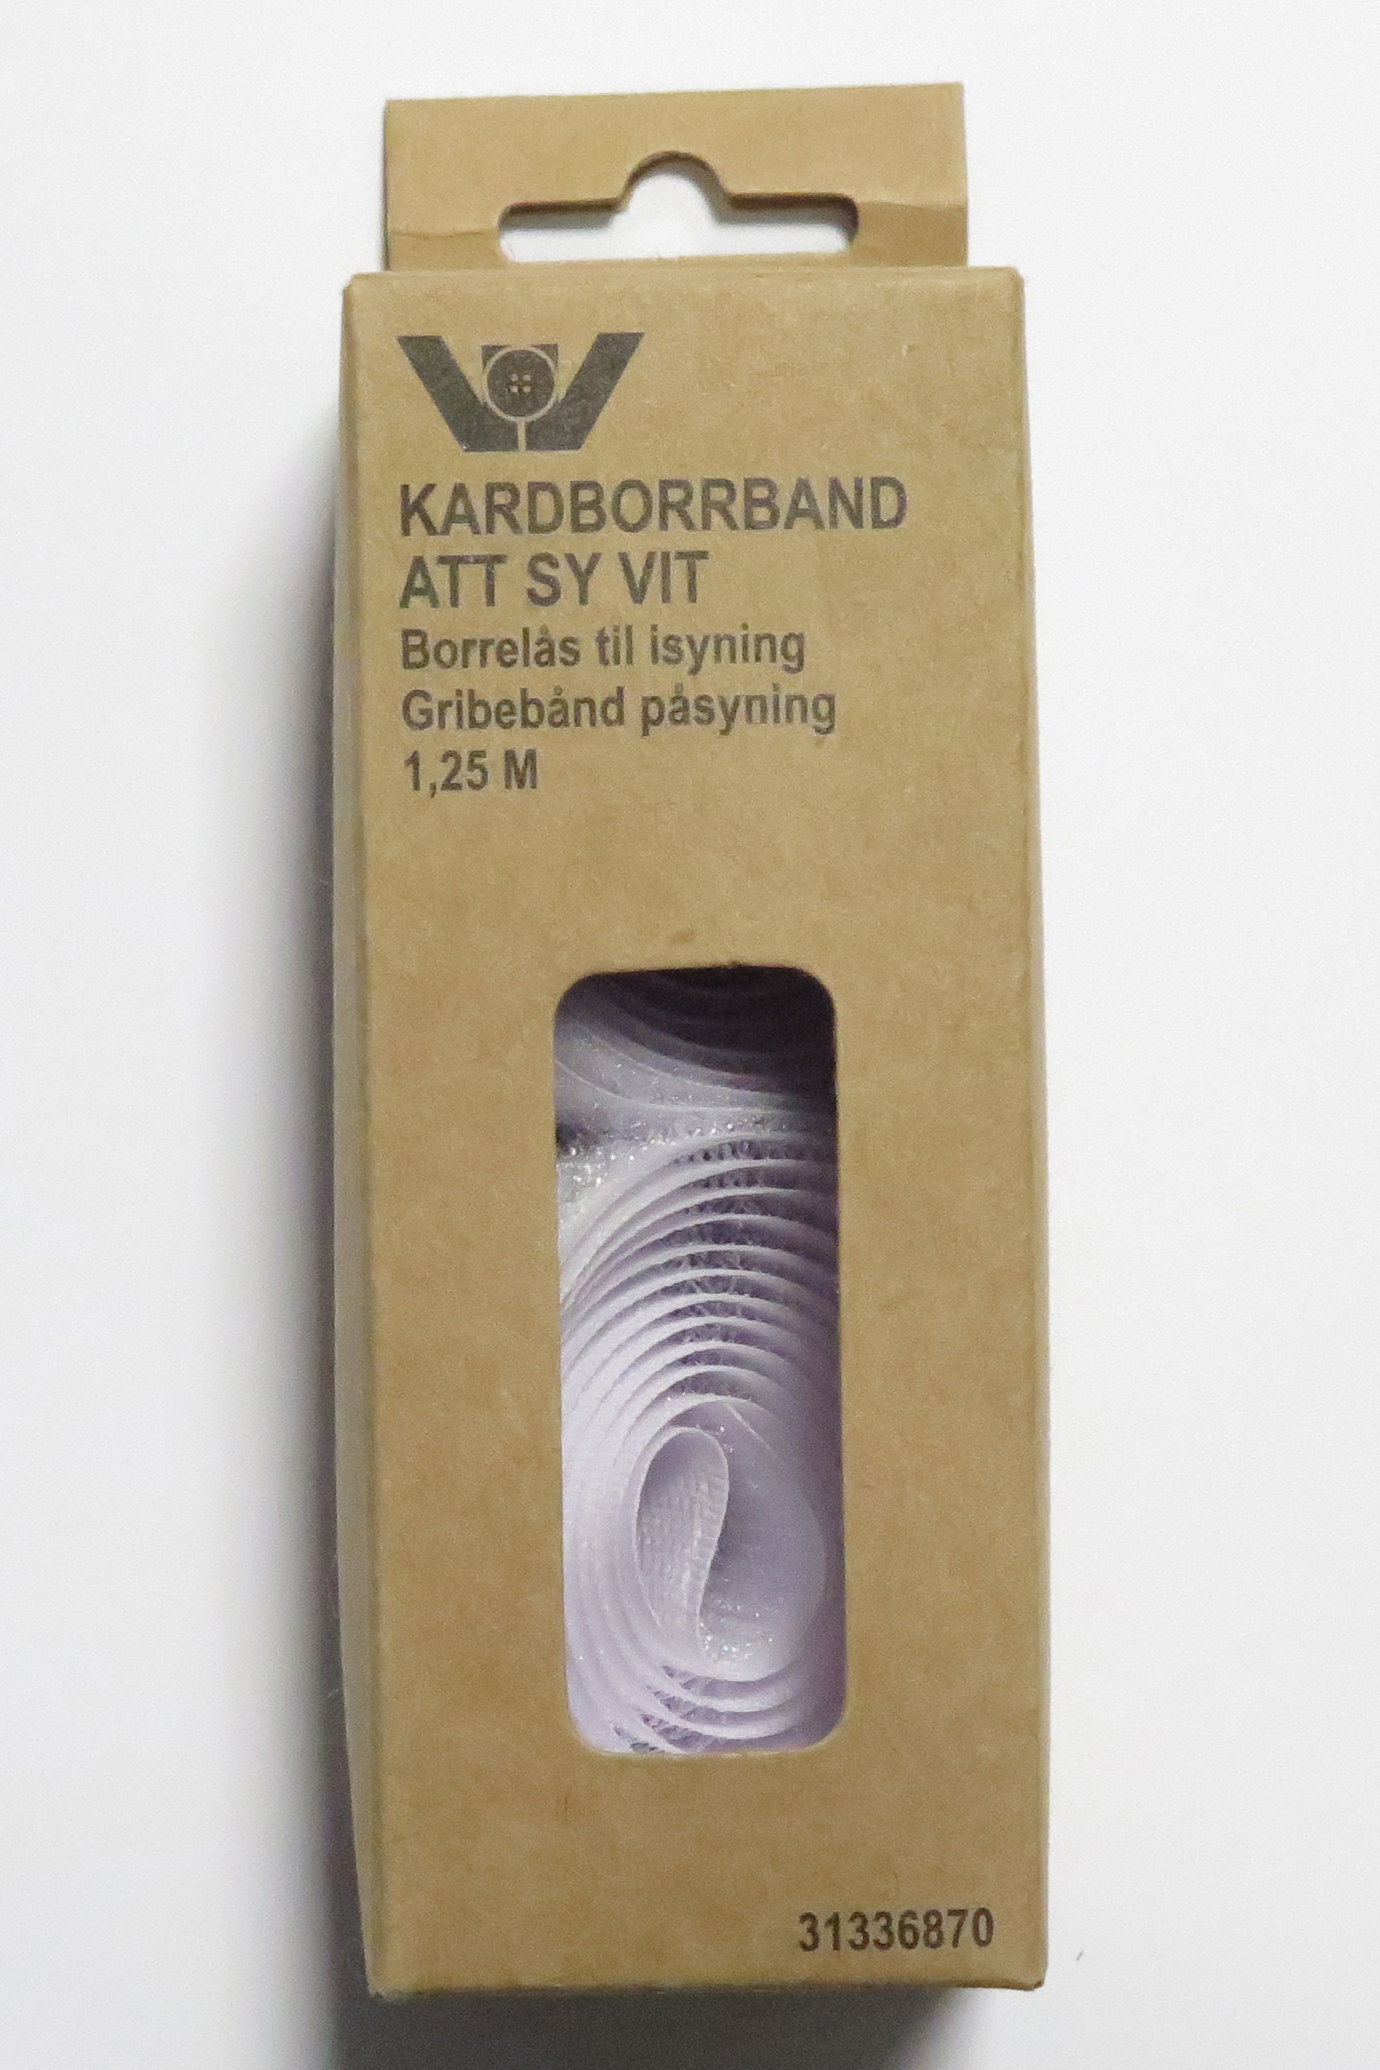 KARDBORRBAND
ATT SY VIT
Borrelås til isyning
Gribebånd påsyning
1,25 M
31336870